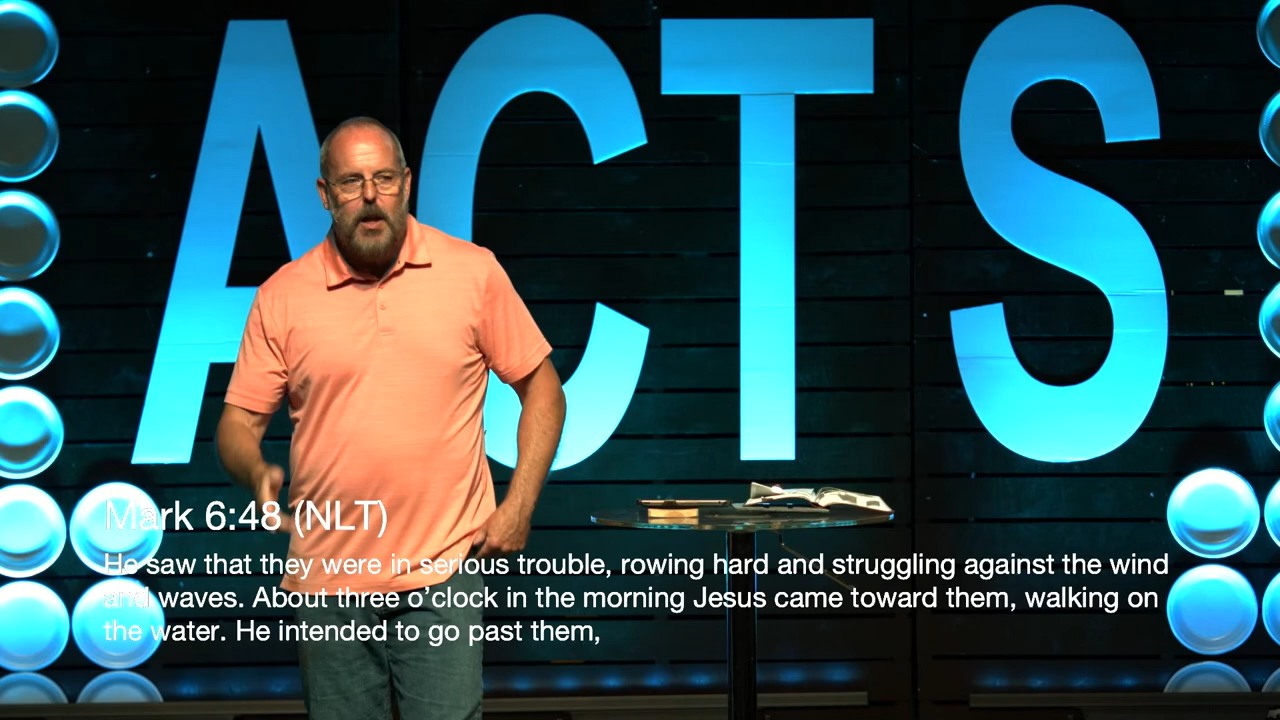 ACTS
Mark 6:48 (NLT)
He saw that they were in serious trouble, rowing hard and struggling against the wind
and waves. About three o’clock in the morning Jesus came toward them, walking on
the water. He intended to go past them,